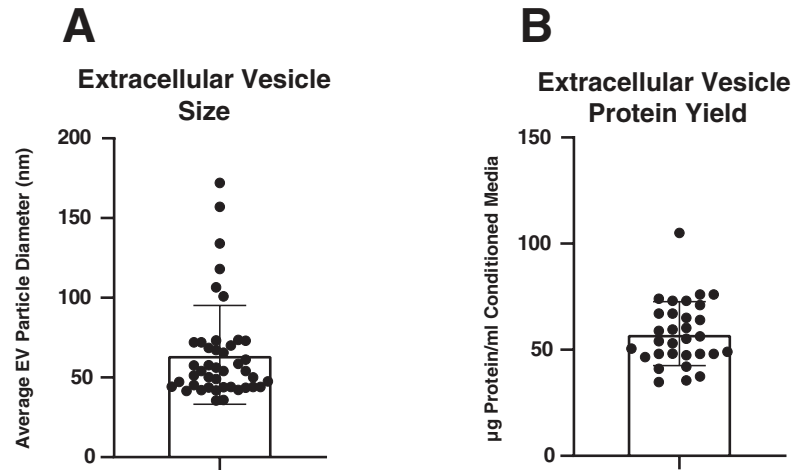 A
Extracellular Vesicle
Size
Average EV Particle Diameter (nm)
200
150
100
50
0
B
Extracellular Vesicle
Protein Yield
µg Protein/ml Conditioned Media
150
100
50
0